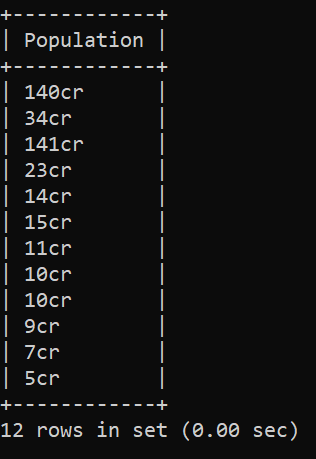 +------------+
| Population |
+------------+
| 140cr      |
| 34cr       |
| 141cr      |
| 23cr       |
| 14cr       |
| 15cr       |
| 11cr       |
| 10cr       |
| 10cr       |
| 9cr        |
| 7cr        |
| 5cr        |
+------------+
12 rows in set (0.00 sec)